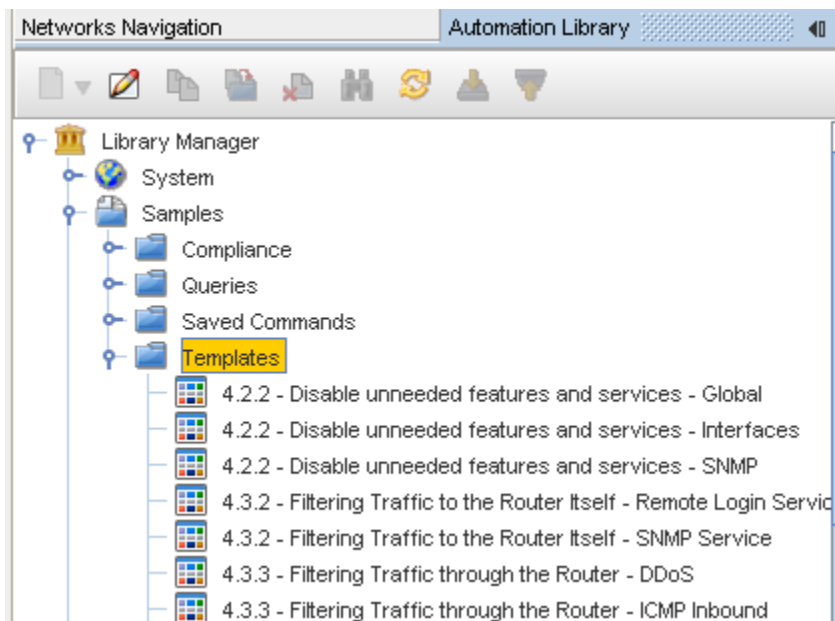 Networks Navigation Automation Library
Library Manager
System
Samples
Compliance
Queries
Saved Commands
Templates
4.2.2 - Disable unneeded features and services - Global
4.2.2 - Disable unneeded features and services - Interfaces
4.2.2 - Disable unneeded features and services - SNMP
4.3.2 - Filtering Traffic to the Router Itself - Remote Login Servic
4.3.2 - Filtering Traffic to the Router Itself - SNMP Service
4.3.3 - Filtering Traffic through the Router - DDoS
4.3.3 - Filtering Traffic through the Router - ICMP Inbound